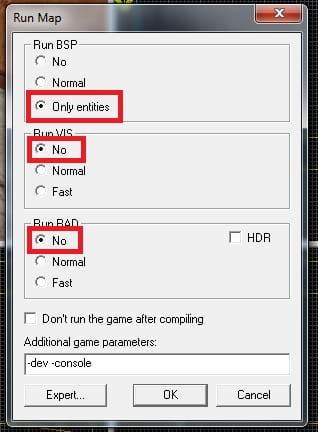 Run Map
Run BSP
No
Normal
Only entities
Run VIS
No
Normal
Fast
Run RAD
No
HDR
Normal
Fast
Don't run the game after compiling
Additional game parameters:
-dev -console
Expert...
OK
Cancel